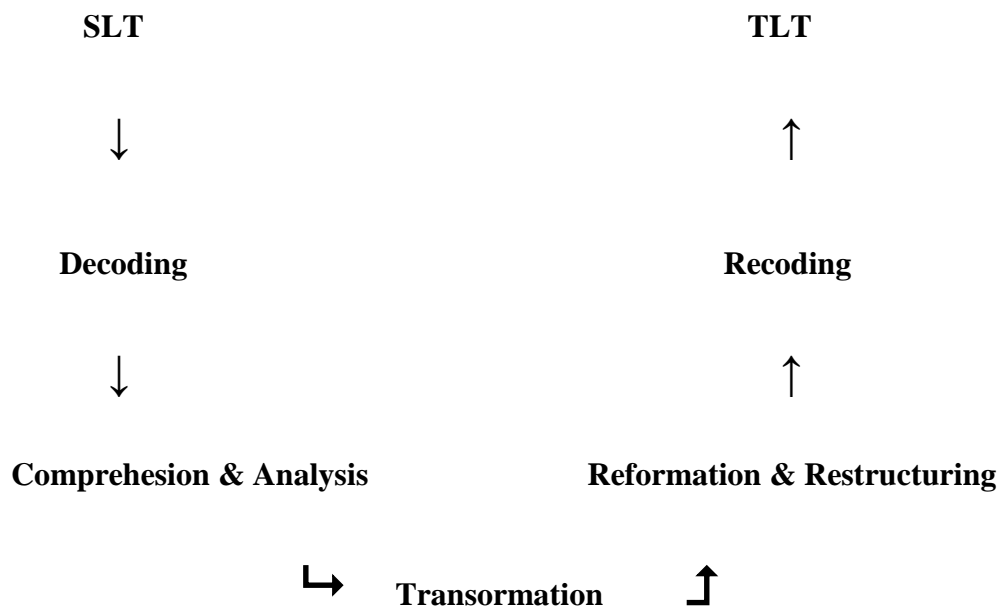 SLT TLT
↓ ↑
Decoding Recoding
↓ ↑
Comprehesion & Analysis Reformation & Restructuring
↳ Transormation ⮥